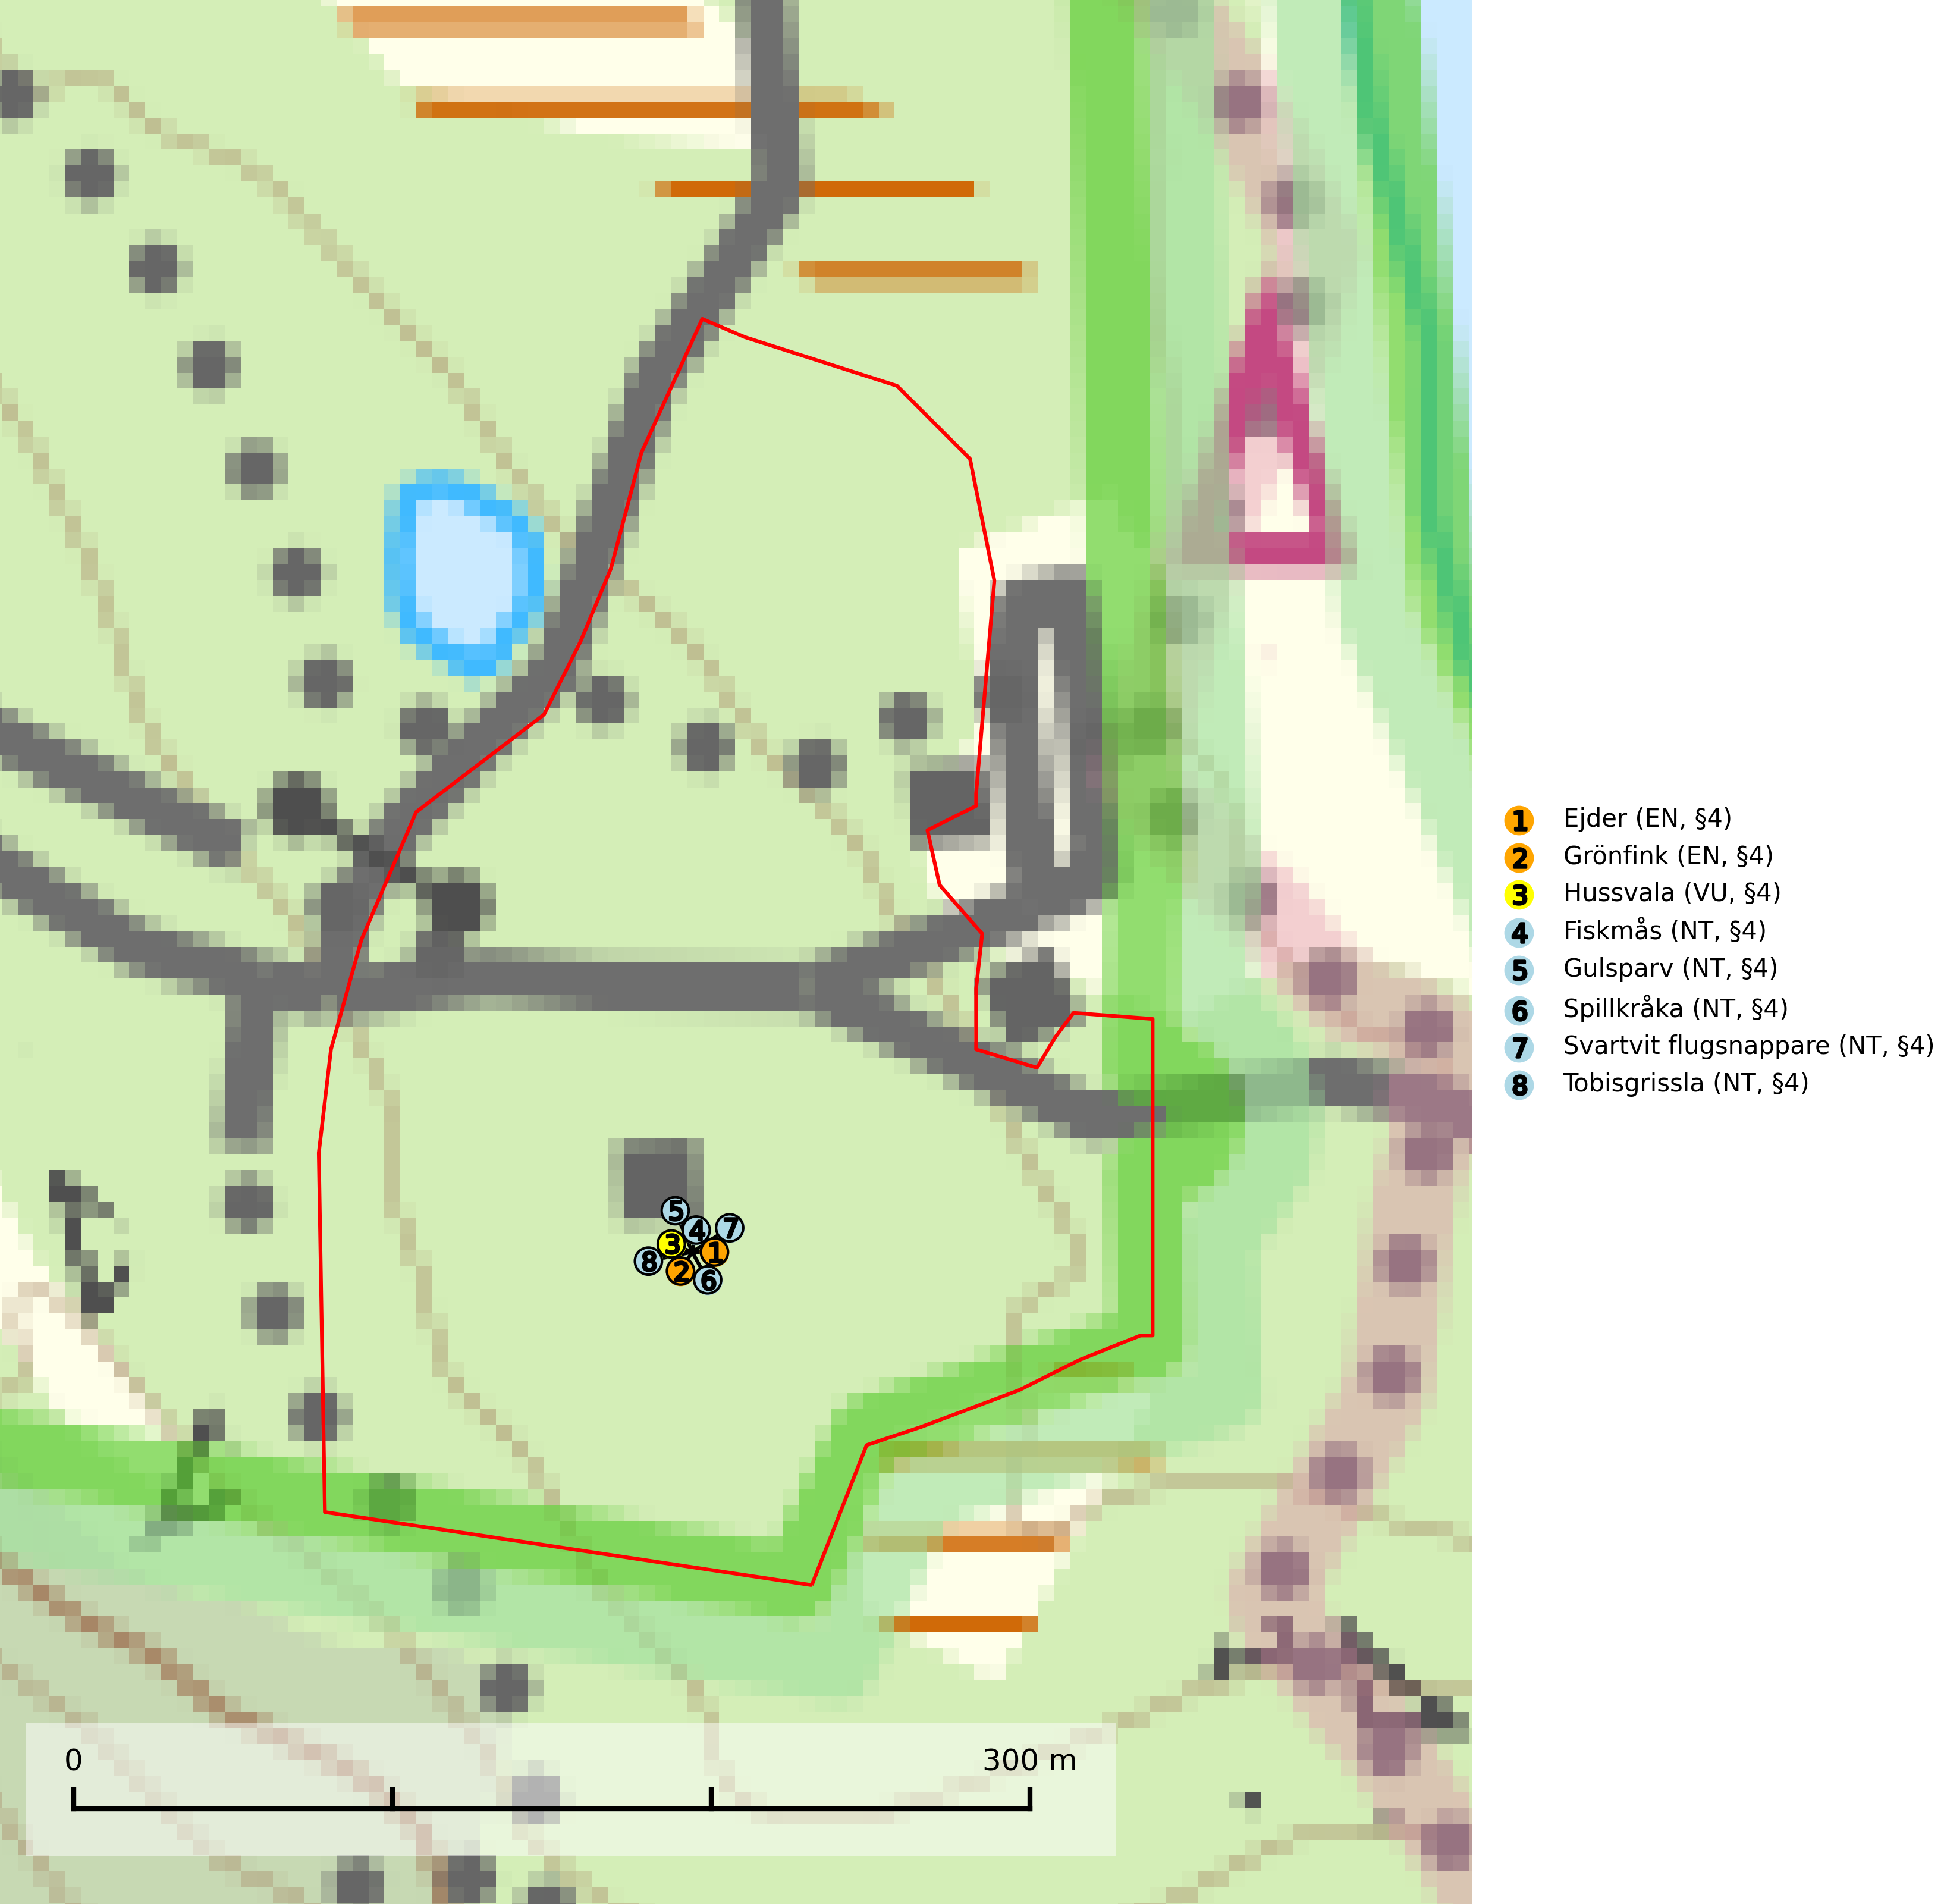 5
4
7
3
1
8
2
6
1 Ejder (EN, §4)
2 Grönfink (EN, §4)
3 Hussvala (VU, §4)
4 Fiskmås (NT, §4)
5 Gulsparv (NT, §4)
6 Spillkråka (NT, §4)
7 Svartvit flugsnappare (NT, §4)
8 Tobisgrissla (NT, §4)
0 300 m